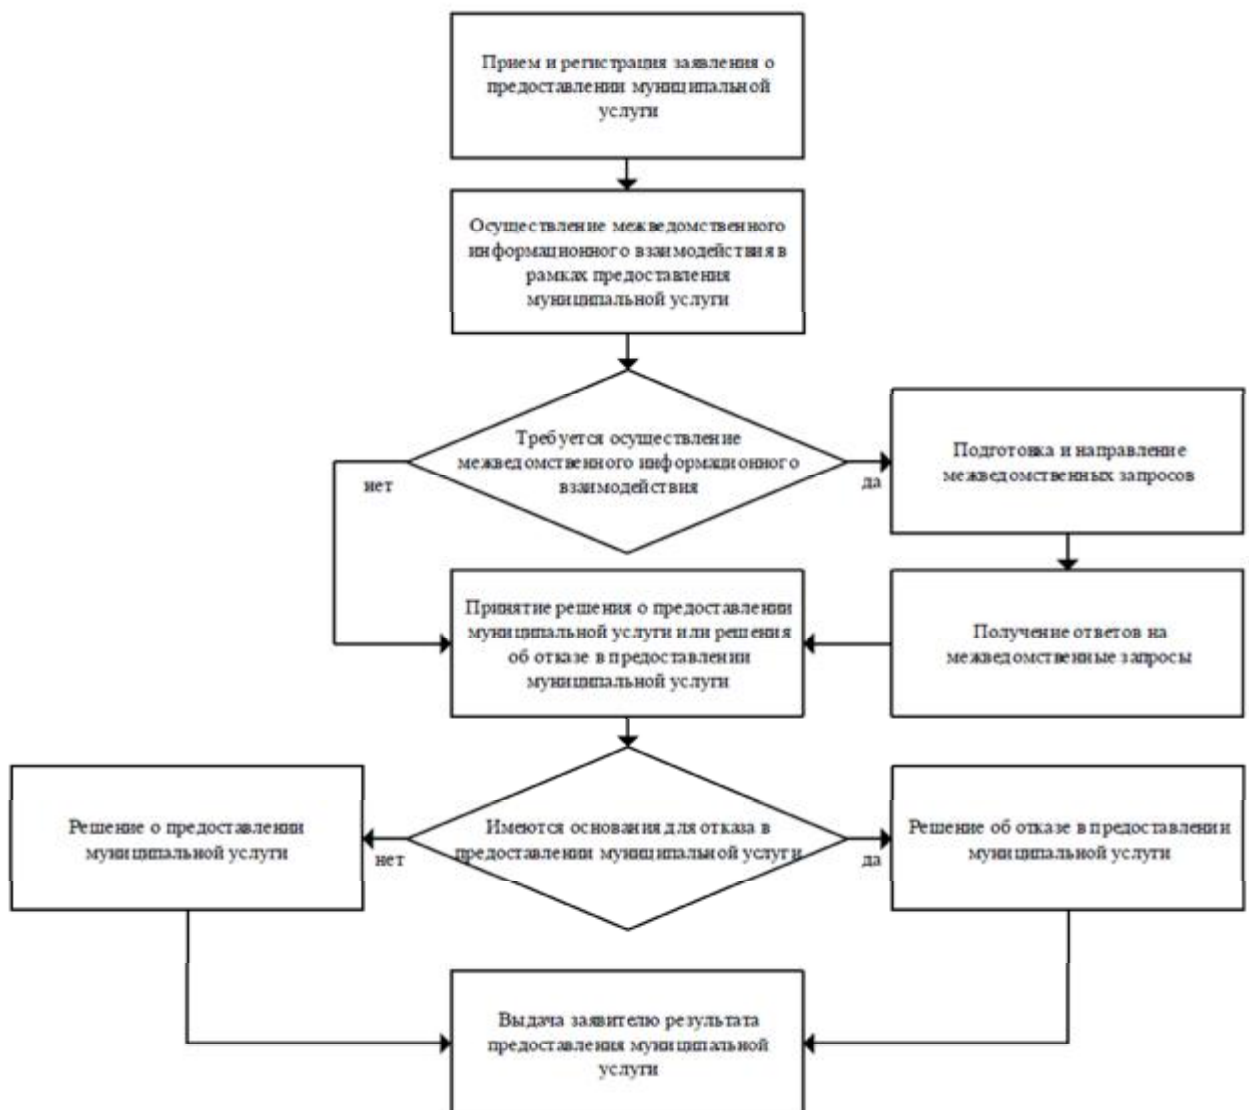 Прием и регистрация заявления о
предоставлении муниципальной
услуги
Осуществление межведомственного
информационного взаимодействия в
рамках предоставления
муниципальной услуги
Требуется осуществление
межведомственного информационного
взаимодействия
нет
да
Подготовка и направление
межведомственных запросов
Принятие решения о предоставлении
муниципальной услуги или решения
об отказе в предоставлении
муниципальной услуги
Получение ответов на
межведомственные запросы
Решение о предоставлении
муниципальной услуги
нет
Имеются основания для отказа в
предоставлении муниципальной услуги
да
Решение об отказе в предоставлении
муниципальной услуги
Выдача заявителю результата
предоставления муниципальной
услуги